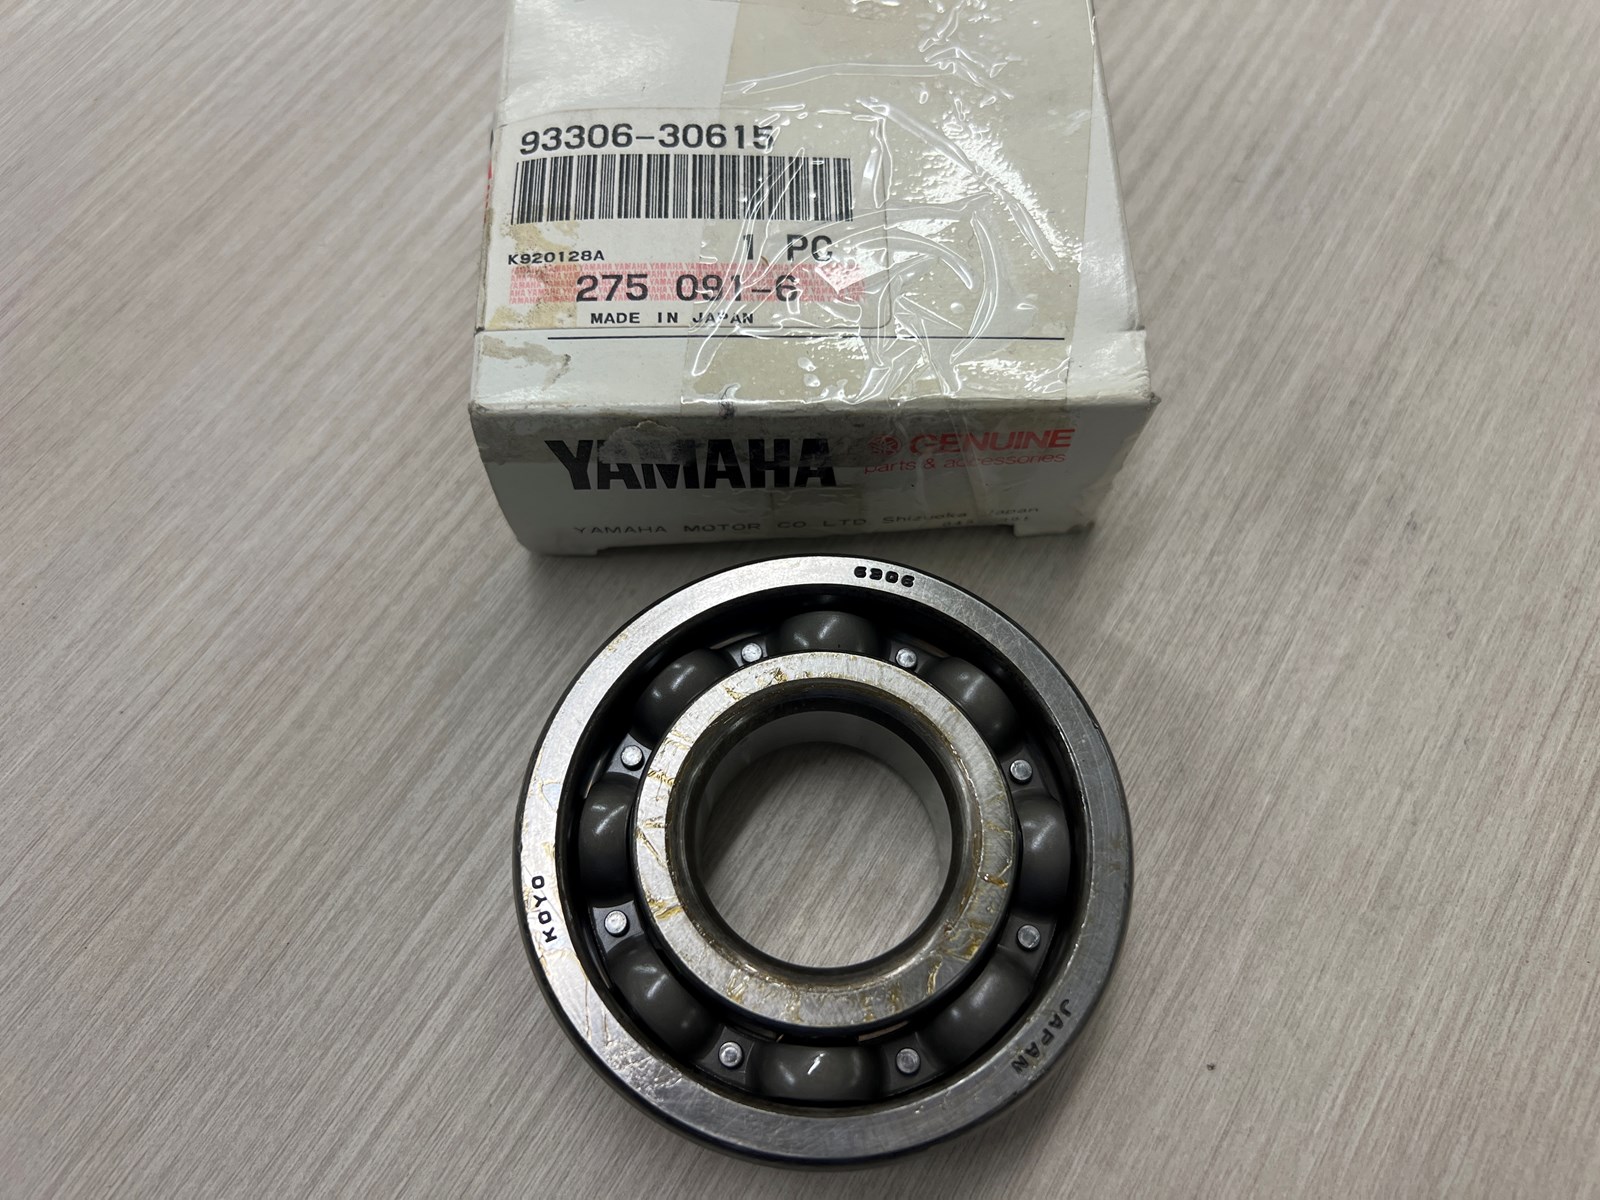 93306-30615
1 PC
K920128A
275 091-6
MADE IN JAPAN
YAMAHA GENUINE
parts & accessories
YAMAHA MOTOR CO LTD Shizuoka Japan
6306
KOYO
JAPAN